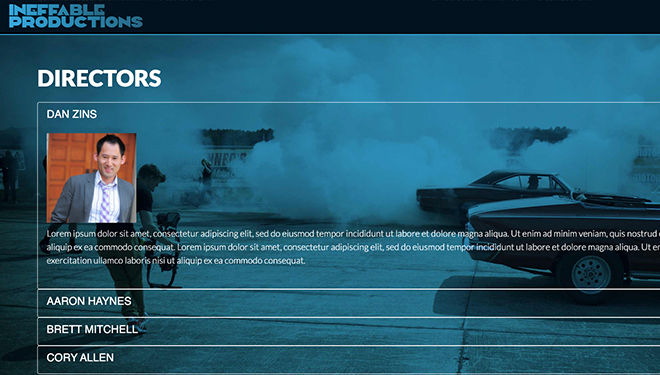 INEFFABLE
PRODUCTIONS
DIRECTORS
DAN ZINS
Lorem ipsum dolor sit amet, consectetur adipiscing elit, sed do eiusmod tempor incididunt ut labore et dolore magna aliqua. Ut enim ad minim veniam, quis nostrud
aliquip ex ea commodo consequat. Lorem ipsum dolor sit amet, consectetur adipiscing elit, sed do eiusmod tempor incididunt ut labore et dolore magna aliqua. Ut
exercitation ullamco laboris nisi ut aliquip ex ea commodo consequat.
AARON HAYNES
BRETT MITCHELL
CORY ALLEN